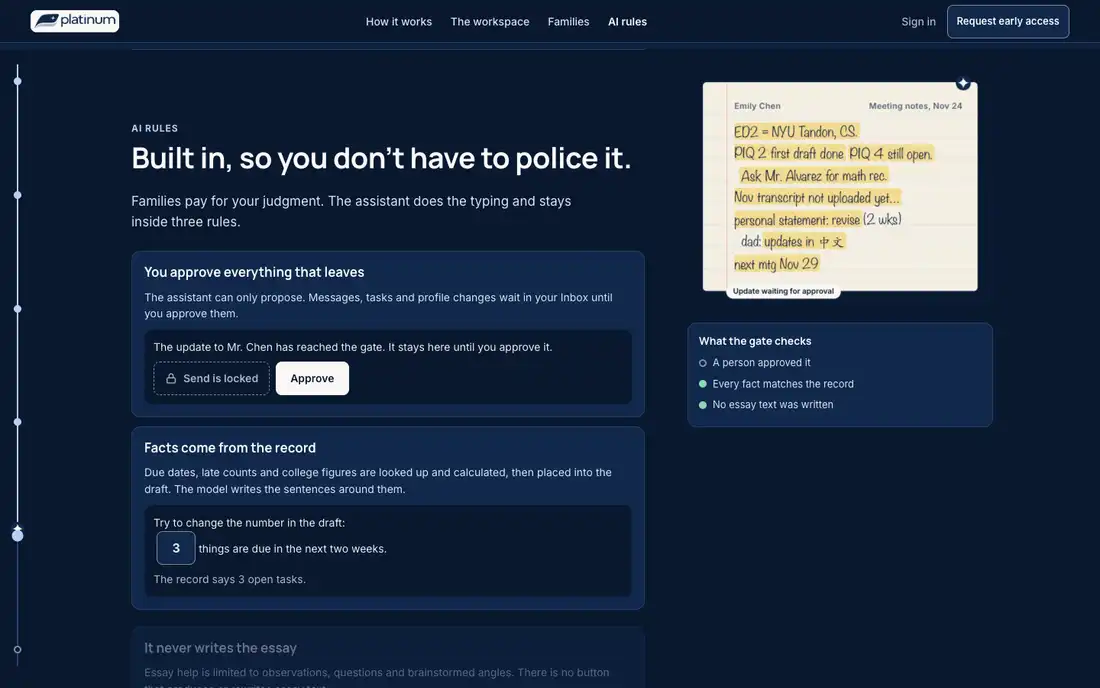 platinum
How it works
The workspace
Families
AI rules
Sign in
Request early access
AI RULES
Built in, so you don't have to police it.
Families pay for your judgment. The assistant does the typing and stays
inside three rules.
You approve everything that leaves
The assistant can only propose. Messages, tasks and profile changes wait in your Inbox until
you approve them.
The update to Mr. Chen has reached the gate. It stays here until you approve it.
Send is locked
Approve
Facts come from the record
Due dates, late counts and college figures are looked up and calculated, then placed into the
draft. The model writes the sentences around them.
Try to change the number in the draft:
3 things are due in the next two weeks.
The record says 3 open tasks.
It never writes the essay
Essay help is limited to observations, questions and brainstormed angles. There is no button
Emily Chen
Meeting notes, Nov 24
ED2 = NYU Tandon, CS.
PIQ 2 first draft done PIQ 4 still open.
Ask Mr. Alvarez for math rec.
Nov transcript not uploaded yet...
personal statement: revise (2 wks)
dad: updates in 中文
next mtg Nov 29
Update waiting for approval
What the gate checks
A person approved it
Every fact matches the record
No essay text was written